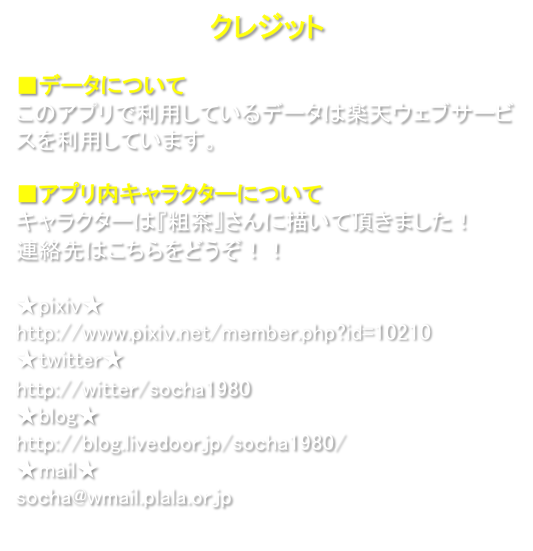 クレジット
■データについて
このアプリで利用しているデータは楽天ウェブサービ
スを利用しています。
■アプリ内キャラクターについて
キャラクターは『粗茶』さんに描いて頂きました！
連絡先はこちらをどうぞ！！
★pixiv★
http://www.pixiv.net/member.php?id=10210
★twitter★
http://witter/socha1980
★blog★
http://blog.livedoor.jp/socha1980/
★mail★
socha@wmail.plala.or.jp